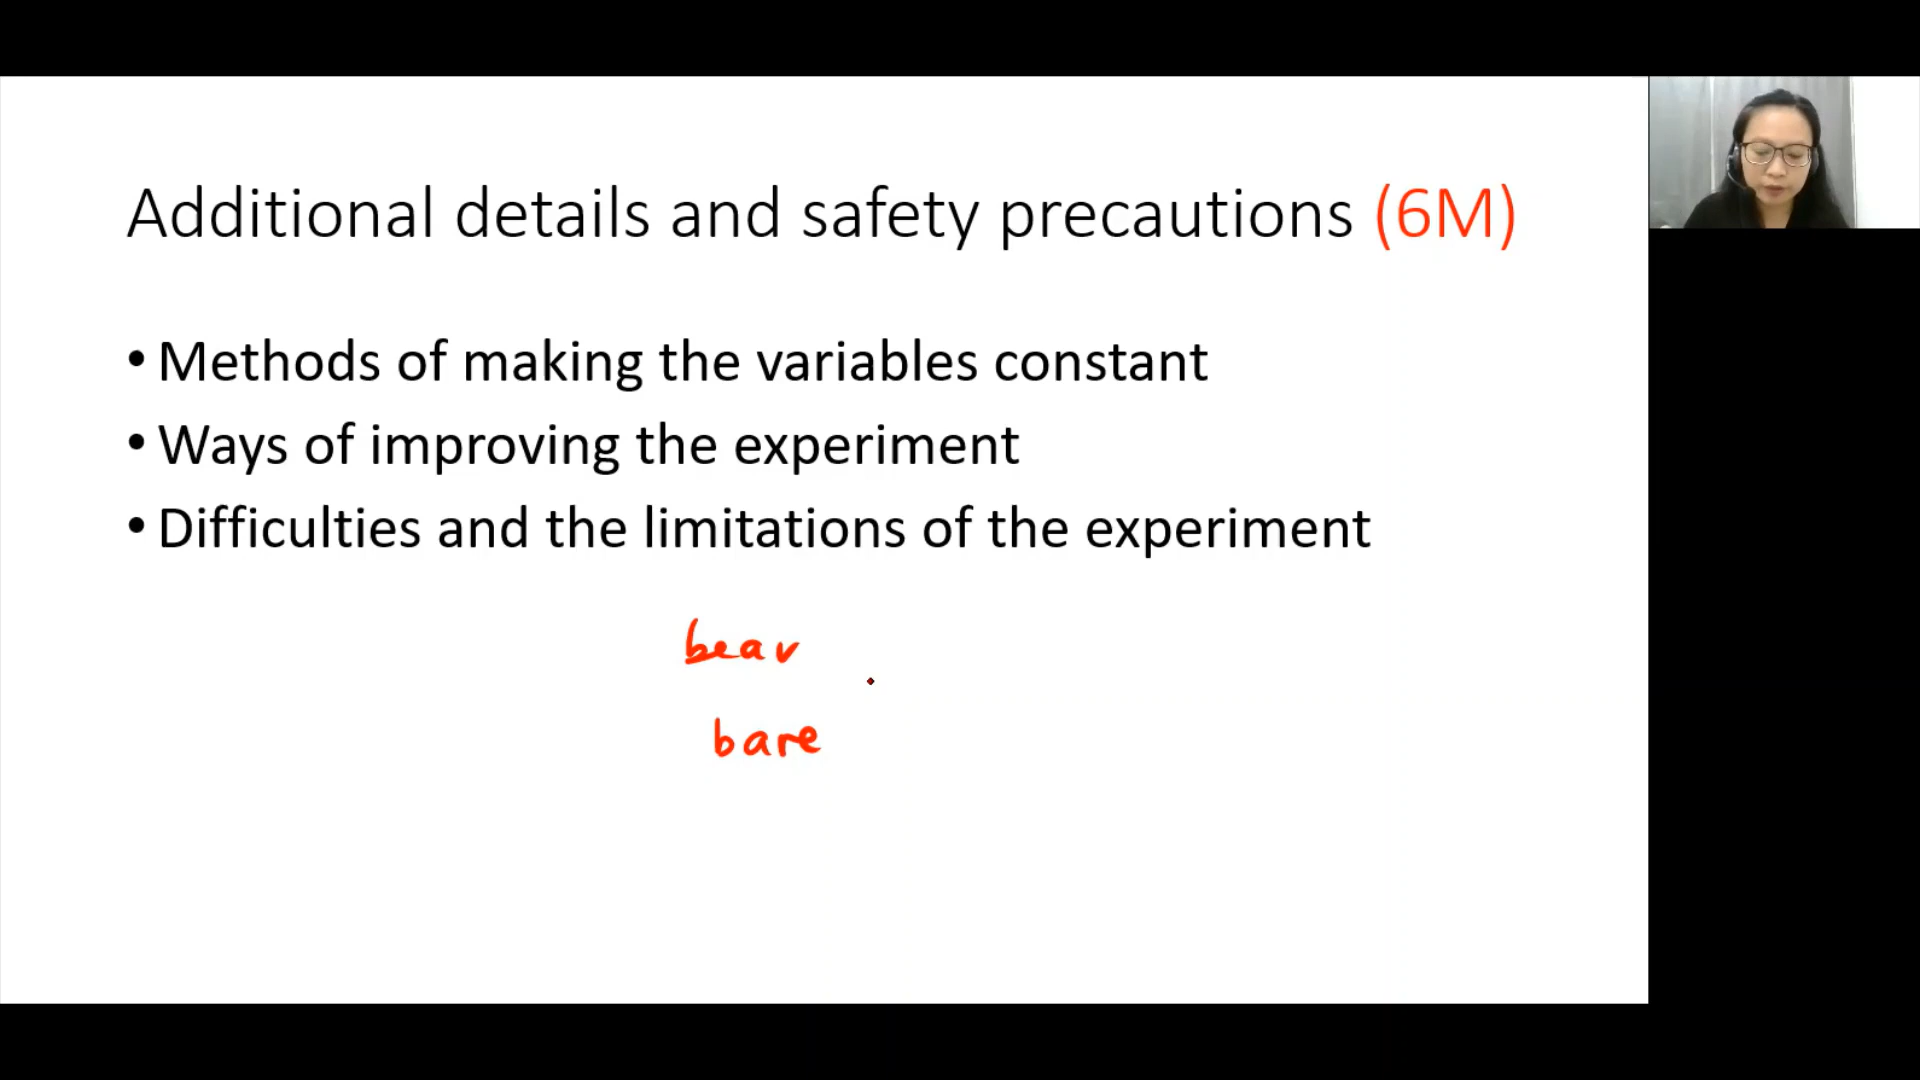 Additional details and safety precautions (6M)
• Methods of making the variables constant
• Ways of improving the experiment
• Difficulties and the limitations of the experiment
bear
bare